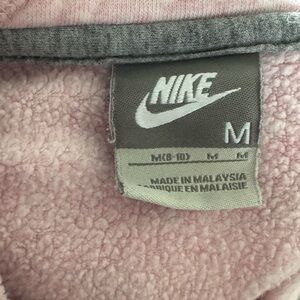 NIKE
M
M(8-10) M M
MADE IN MALAYSIA
FABRIQUE EN MALAISIE